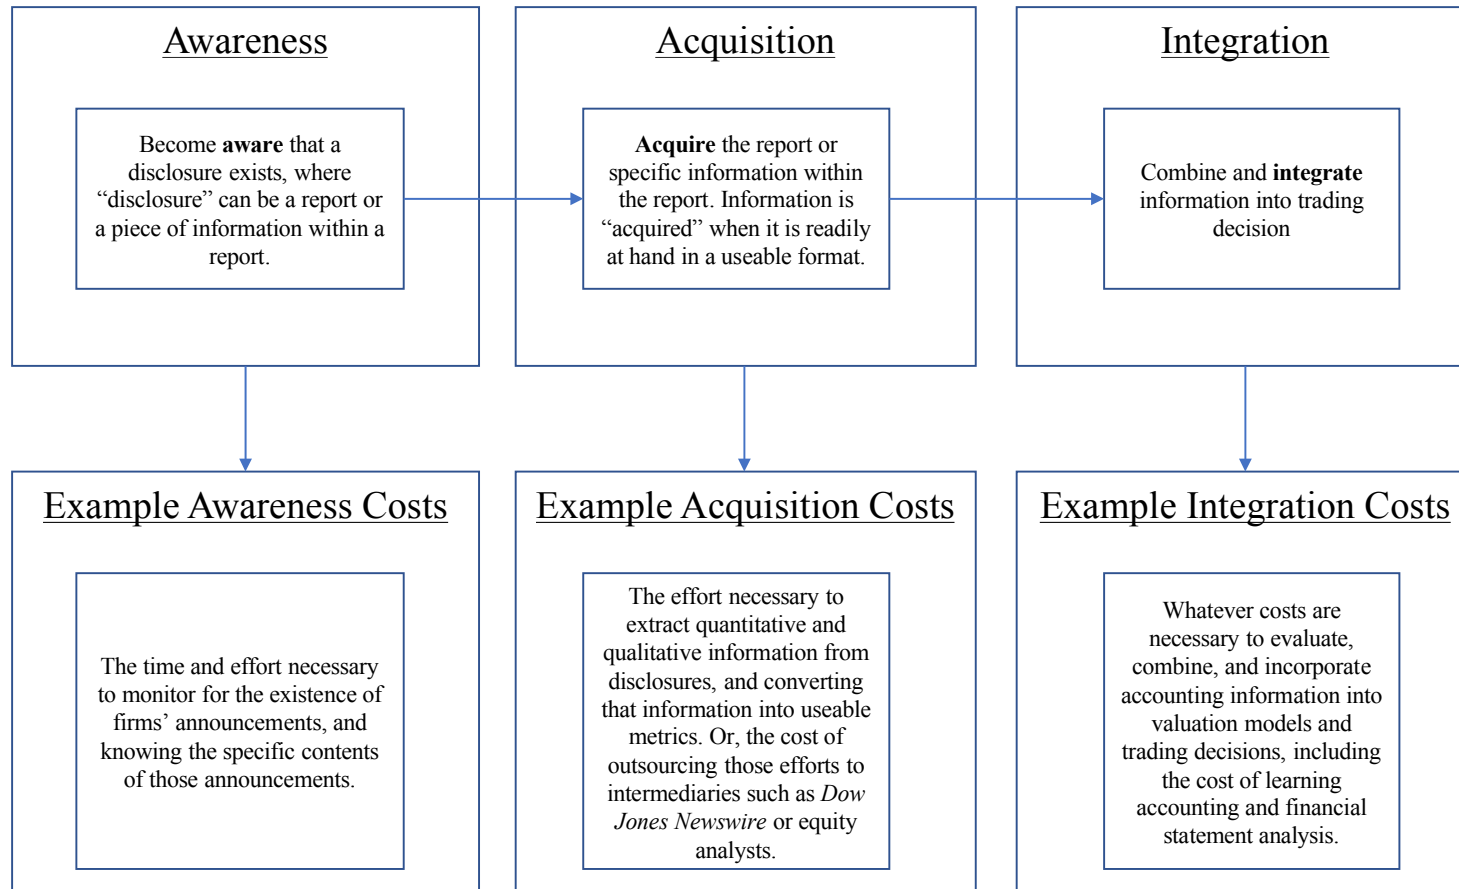 Awareness
Become aware that a
disclosure exists, where
“disclosure” can be a report or
a piece of information within a
report.
Acquisition
Acquire the report or
specific information within
the report. Information is
“acquired” when it is readily
at hand in a useable format.
Integration
Combine and integrate
information into trading
decision
Example Awareness Costs
The time and effort necessary
to monitor for the existence of
firms’ announcements, and
knowing the specific contents
of those announcements.
Example Acquisition Costs
The effort necessary to
extract quantitative and
qualitative information from
disclosures, and converting
that information into useable
metrics. Or, the cost of
outsourcing those efforts to
intermediaries such as Dow
Jones Newswire or equity
analysts.
Example Integration Costs
Whatever costs are
necessary to evaluate,
combine, and incorporate
accounting information into
valuation models and
trading decisions, including
the cost of learning
accounting and financial
statement analysis.